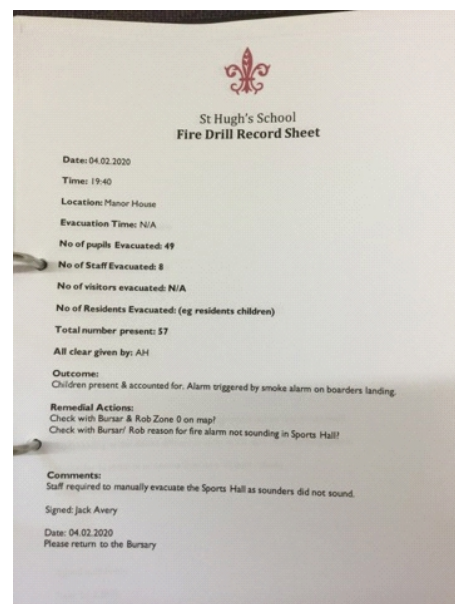 St Hugh's School
Fire Drill Record Sheet
Date: 04.02.2020
Time: 19:40
Location: Manor House
Evacuation Time: N/A
No of pupils Evacuated: 49
No of Staff Evacuated: 8
No of visitors evacuated: N/A
No of Residents Evacuated: (eg residents children)
Total number present: 57
All clear given by: AH
Outcome:
Children present & accounted for. Alarm triggered by smoke alarm on boarders landing.
Remedial Actions:
Check with Bursar & Rob Zone 0 on map?
Check with Bursar/ Rob reason for fire alarm not sounding in Sports Hall?
Comments:
Staff required to manually evacuate the Sports Hall as sounders did not sound.
Signed: Jack Avery
Date: 04.02.2020
Please return to the Bursary